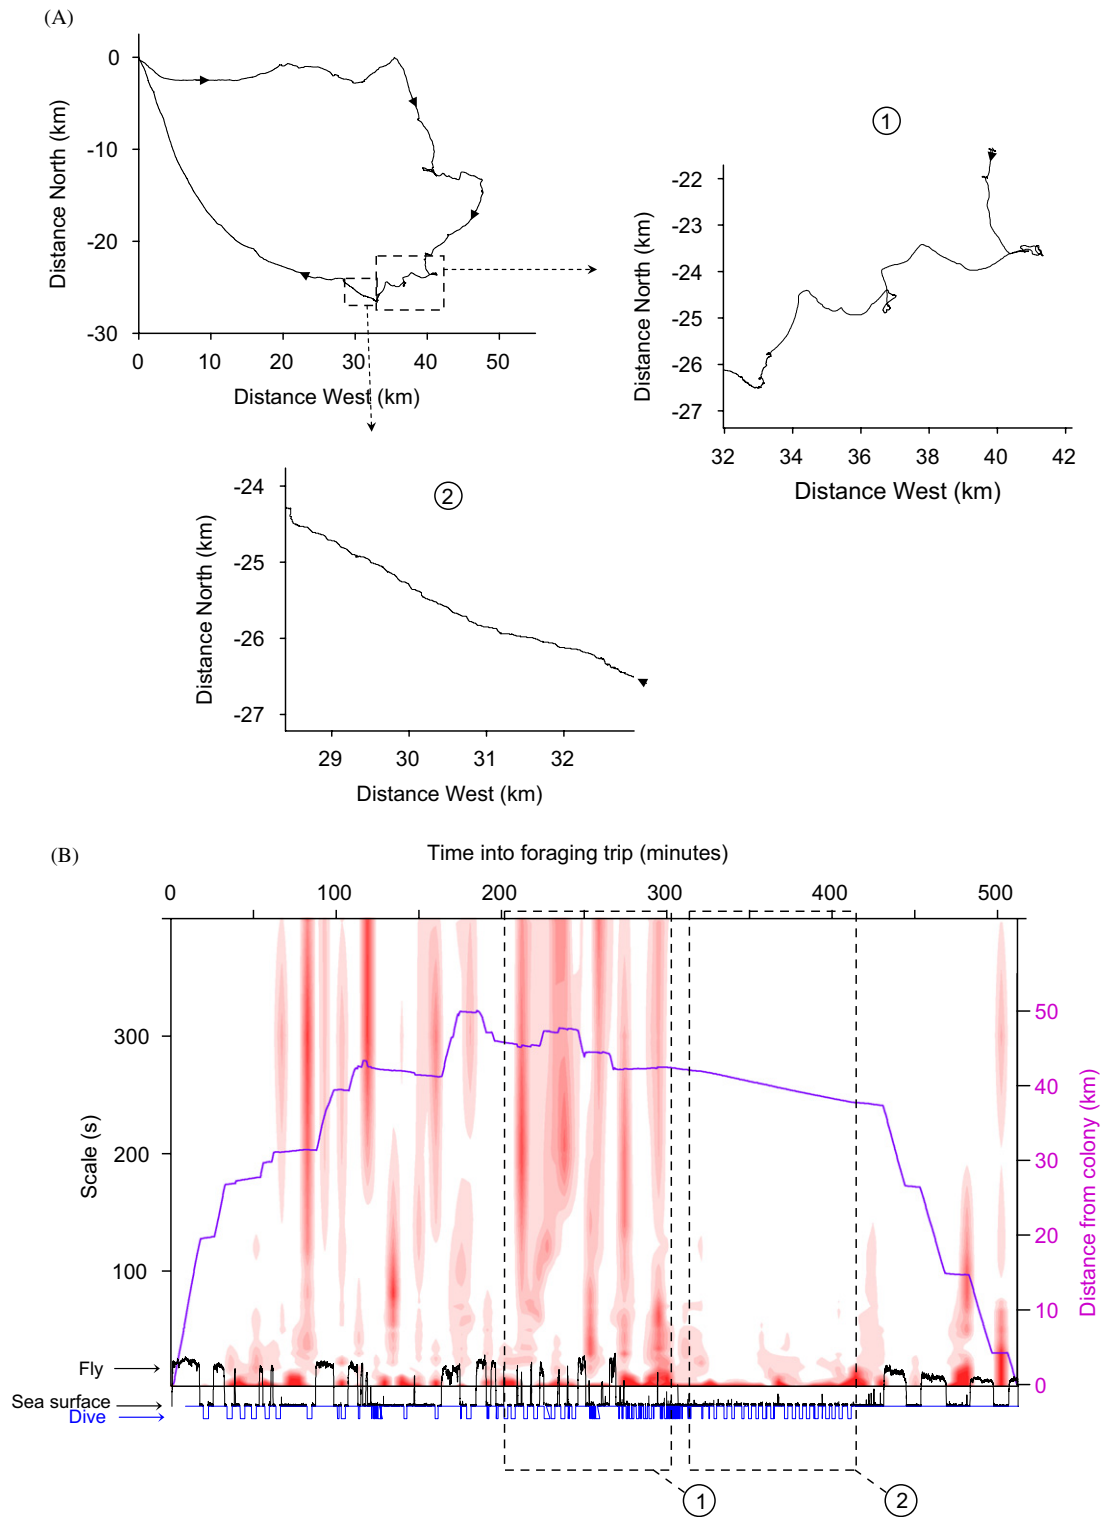 (A)
0
-10
-20
-30
Distance North (km)
0 10 20 30 40 50
Distance West (km)
1
-22
-23
-24
-25
-26
-27
Distance North (km)
32 34 36 38 40 42
Distance West (km)
2
-24
-25
-26
-27
Distance North (km)
29 30 31 32
Distance West (km)
(B)
Time into foraging trip (minutes)
0 100 200 300 400 500
300
200
100
Scale (s)
50
40
30
20
10
0
Distance from colony (km)
Fly
Sea surface
Dive
1
2